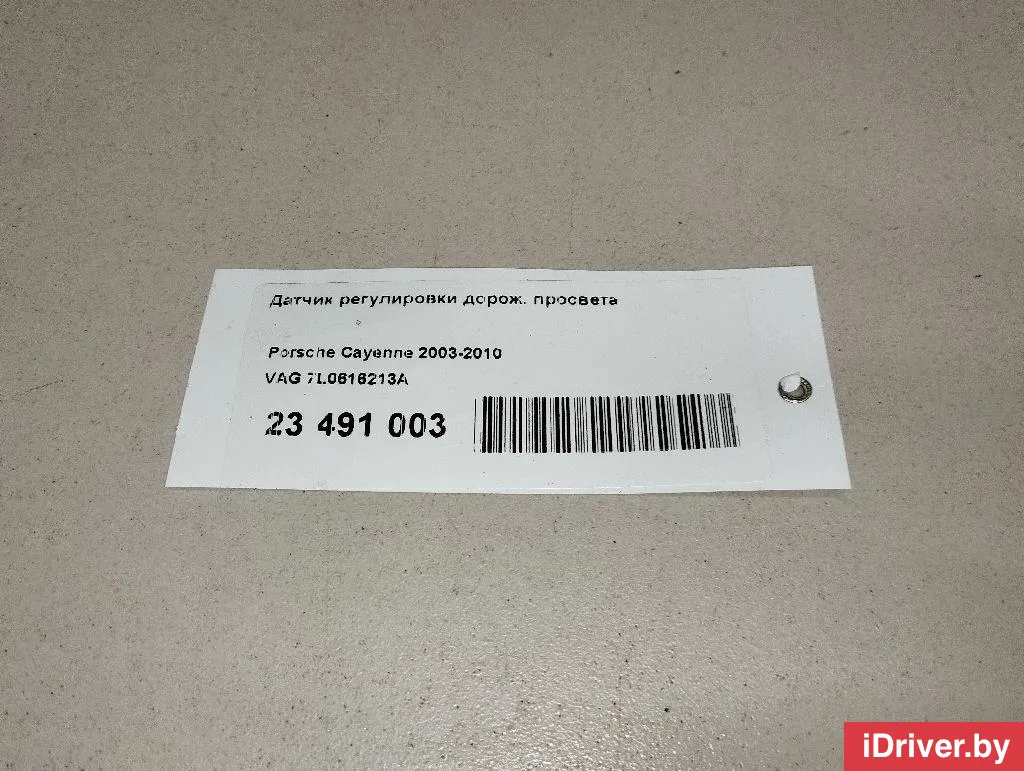 Датчик регулировки дорож. просвета
Porsche Cayenne 2003-2010
VAG 7L0616213A
23 491 003
iDriver.by